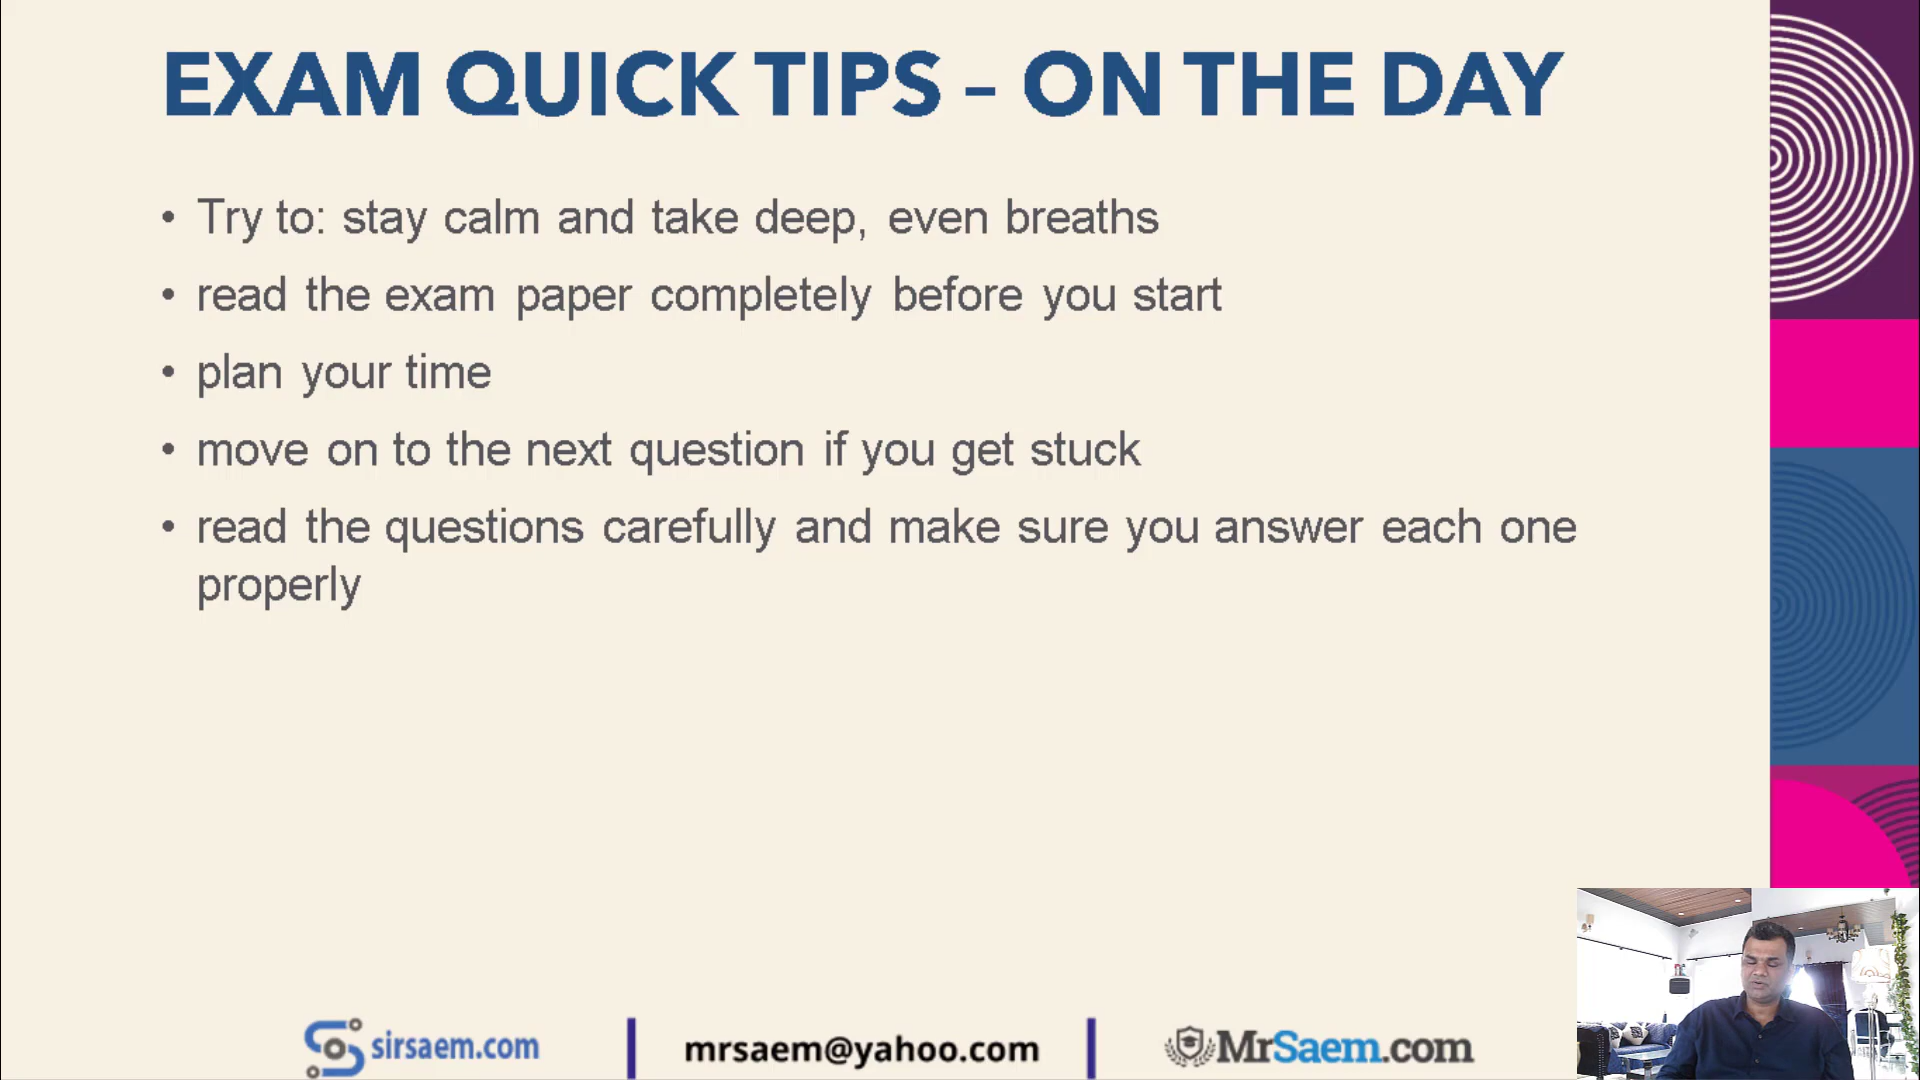 EXAM QUICK TIPS – ON THE DAY
• Try to: stay calm and take deep, even breaths
• read the exam paper completely before you start
• plan your time
• move on to the next question if you get stuck
• read the questions carefully and make sure you answer each one
properly
sirsaem.com
mrsaem@yahoo.com
MrSaem.com